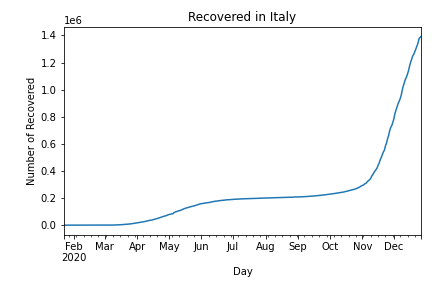 Recovered in Italy
1e6
1.4
1.2
1.0
0.8
0.6
0.4
0.2
0.0
Number of Recovered
Feb Mar Apr May Jun Jul Aug Sep Oct Nov Dec
2020
Day